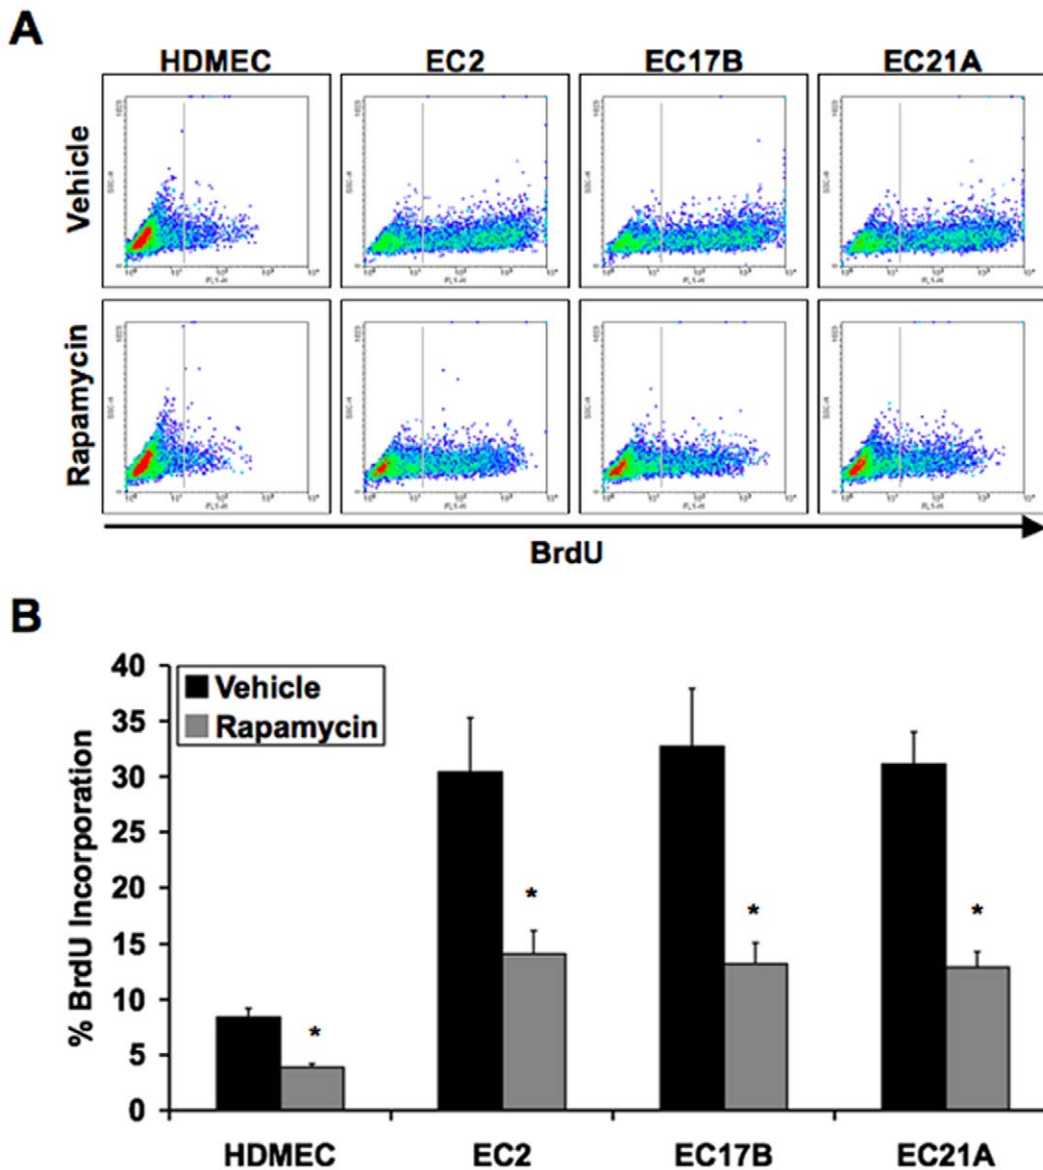 A
HDMEC EC2 EC17B EC21A
Vehicle
Rapamycin
BrdU
B
% BrdU Incorporation
40
35
30
25
20
15
10
5
0
Vehicle
Rapamycin
*
*
*
*
HDMEC EC2 EC17B EC21A